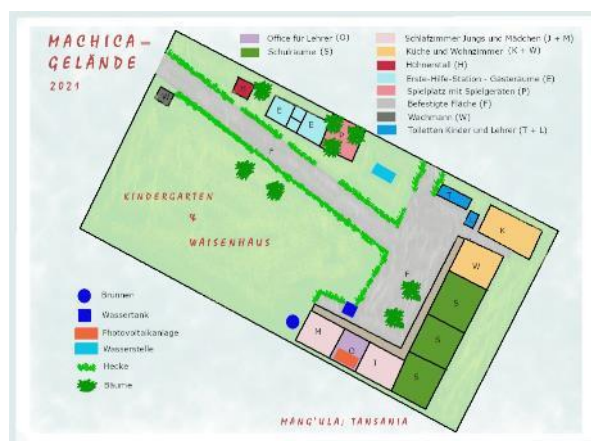 MACHICA-
GELÄNDE
2021
Office für Lehrer (O)
Schulräume (S)
Schlafzimmer Jungs und Mädchen (J + M)
Küche und Wohnzimmer (K + W)
Hühnerstall (H)
Erste-Hilfe-Station - Gästeräume (E)
Spielplatz mit Spielgeräten (P)
Befestigte Fläche (F)
Wachmann (W)
Toiletten Kinder und Lehrer (T + L)
E
E
P
F
K
KINDERGARTEN
&
WAISENHAUS
W
F
S
S
S
M
O
J
Brunnen
Wassertank
Photovoltaikanlage
Wasserstelle
Hecke
Bäume
MANG'ULA, TANSANIA